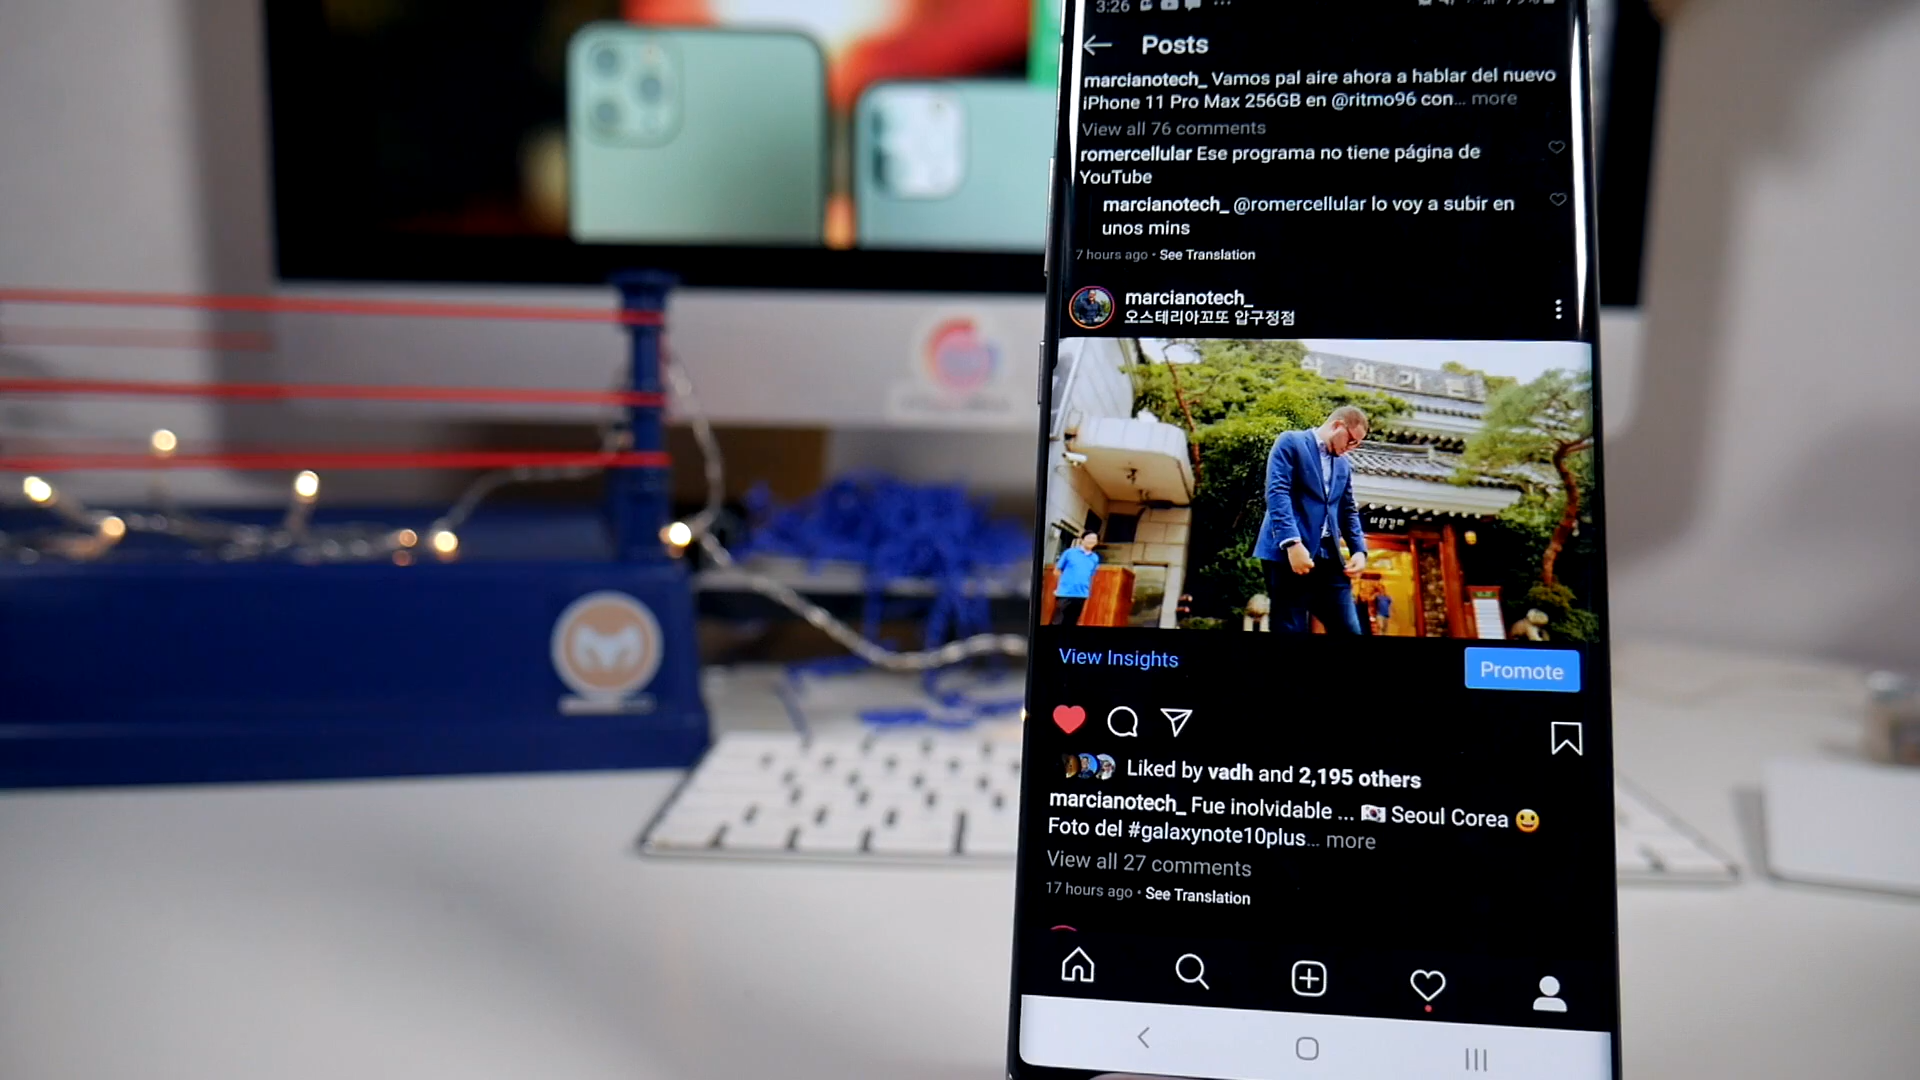 3:26
Posts
marcianotech_ Vamos pal aire ahora a hablar del nuevo
iPhone 11 Pro Max 256GB en @ritmo96 con... more
View all 76 comments
romercellular Ese programa no tiene página de
YouTube
marcianotech_ @romercellular lo voy a subir en
unos mins
7 hours ago · See Translation
marcianotech_
오스테리아꼬또 압구정점
원 가 든
View Insights
Promote
Liked by vadh and 2,195 others
marcianotech_ Fue inolvidable ... 🇰🇷 Seoul Corea 😃
Foto del #galaxynote10plus... more
View all 27 comments
17 hours ago · See Translation